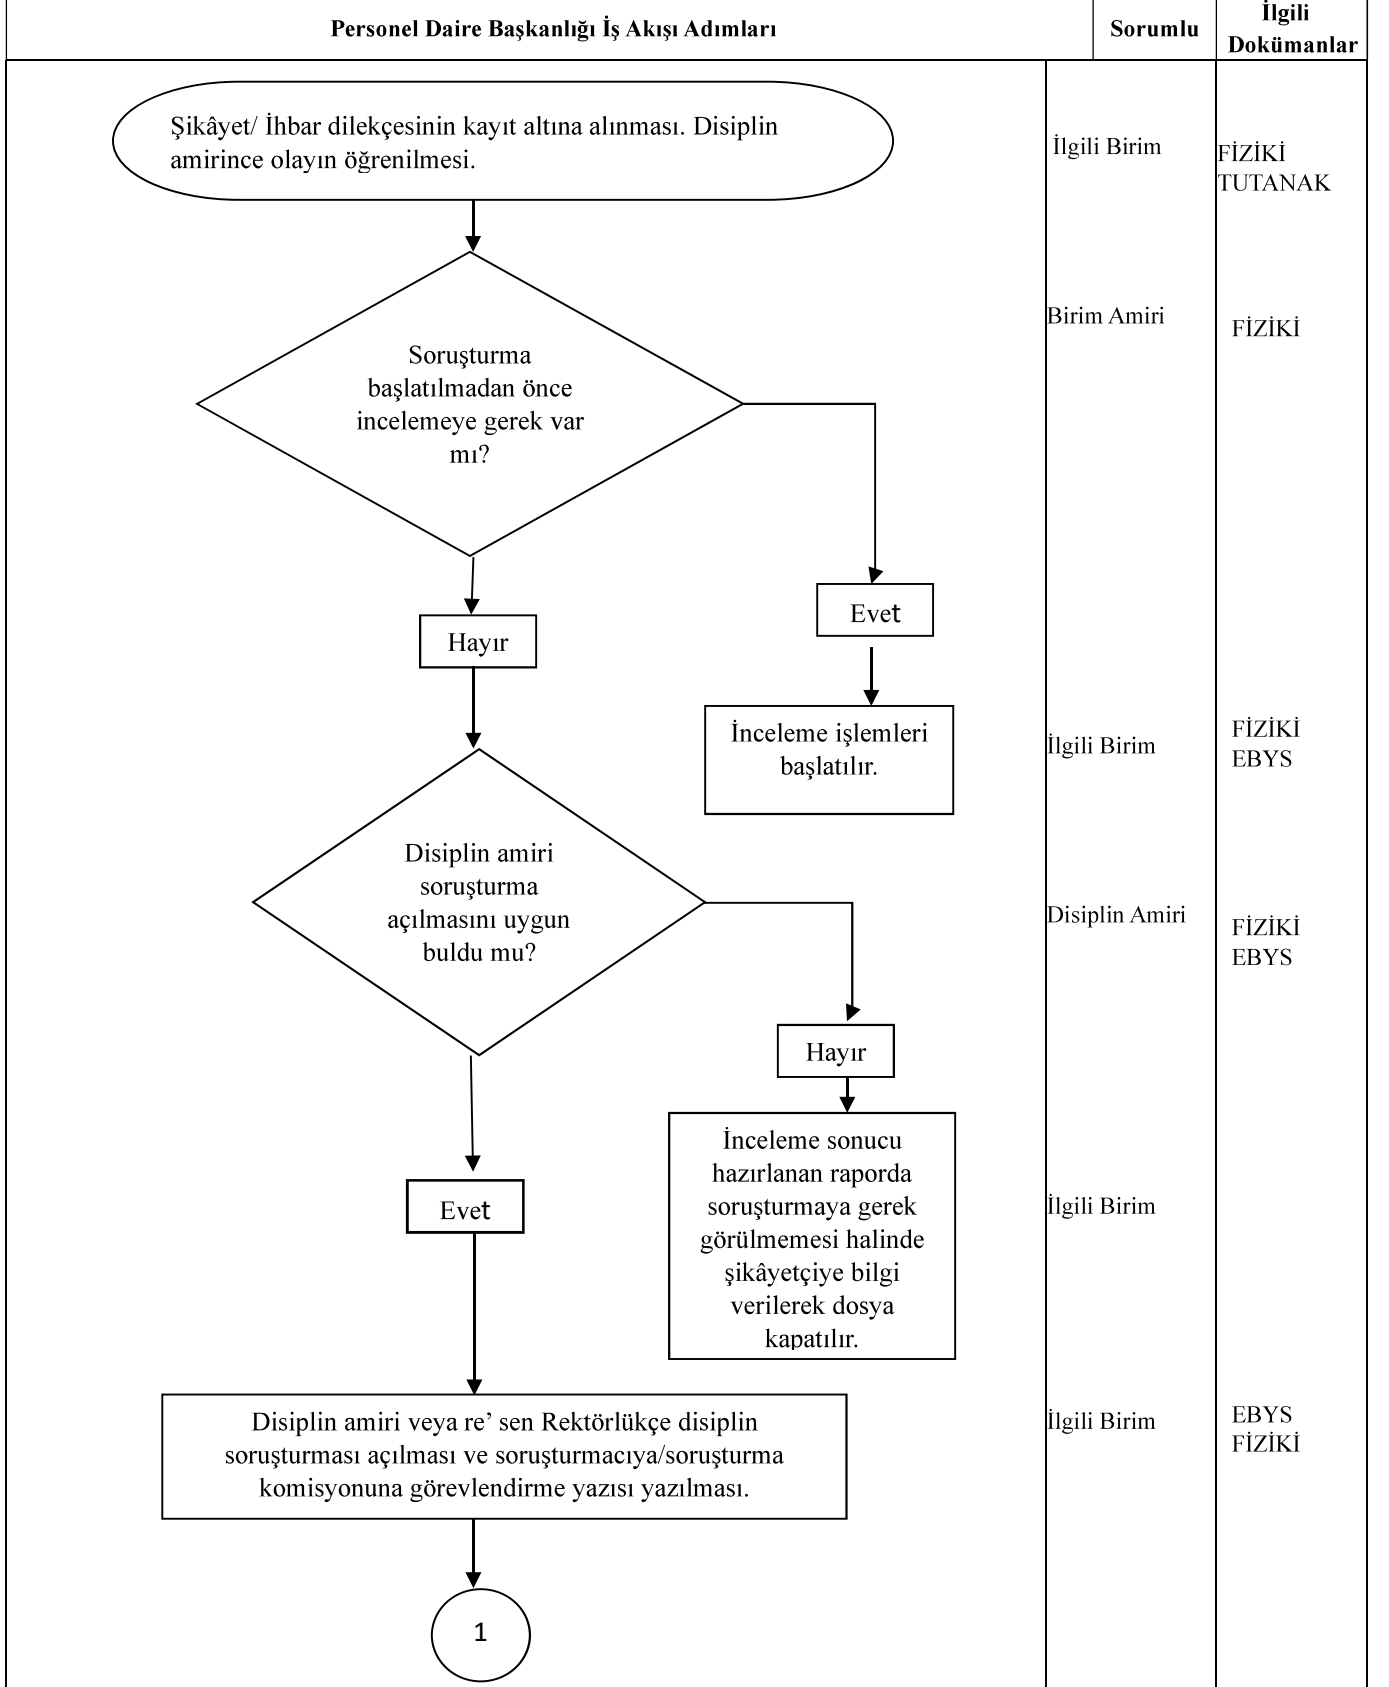 Personel Daire Başkanlığı İş Akışı Adımları
Sorumlu
İlgili
Dokümanlar
Şikâyet/ İhbar dilekçesinin kayıt altına alınması. Disiplin
amirince olayın öğrenilmesi.
İlgili Birim
FİZİKİ
TUTANAK
Soruşturma
başlatılmadan önce
incelemeye gerek var
mı?
Birim Amiri
FİZİKİ
Evet
Hayır
İnceleme işlemleri
başlatılır.
İlgili Birim
FİZİKİ
EBYS
Disiplin amiri
soruşturma
açılmasını uygun
buldu mu?
Disiplin Amiri
FİZİKİ
EBYS
Hayır
Evet
İnceleme sonucu
hazırlanan raporda
soruşturmaya gerek
görülmemesi halinde
şikâyetçiye bilgi
verilerek dosya
kapatılır.
İlgili Birim
Disiplin amiri veya re’ sen Rektörlükçe disiplin
soruşturması açılması ve soruşturmacıya/soruşturma
komisyonuna görevlendirme yazısı yazılması.
İlgili Birim
EBYS
FİZİKİ
1